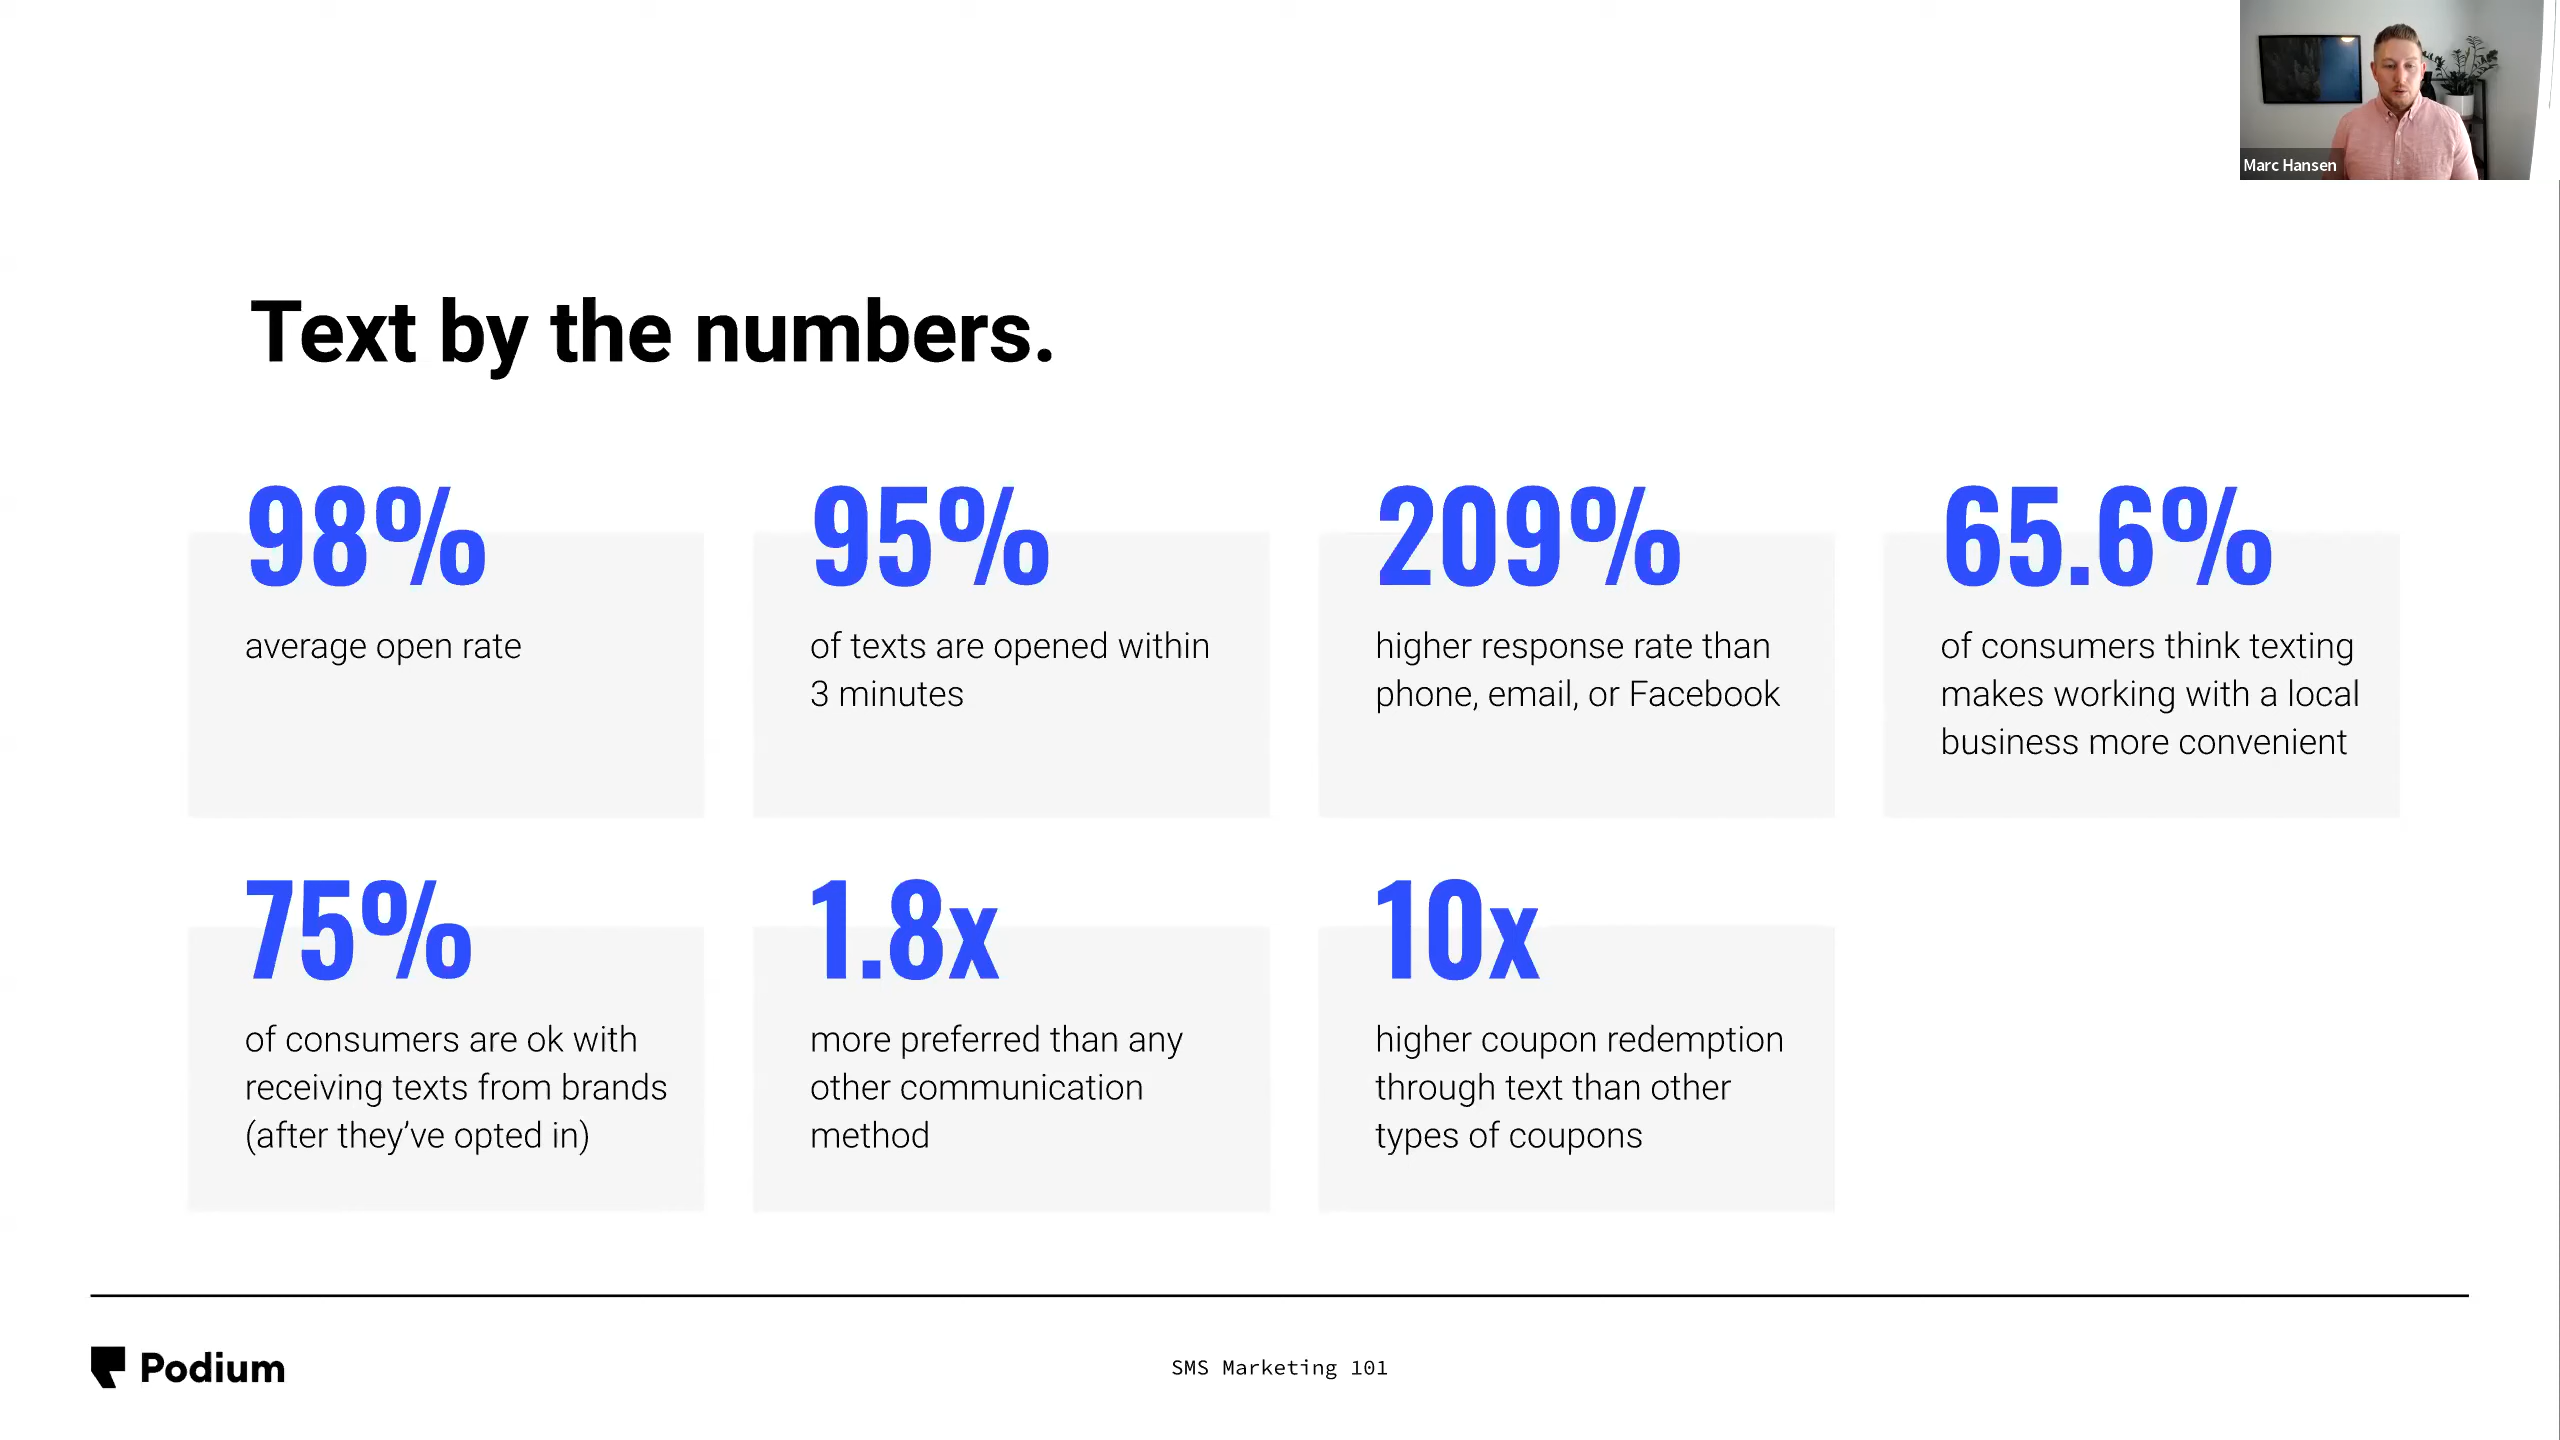 Marc Hansen
Text by the numbers.
98%
average open rate
95%
of texts are opened within
3 minutes
209%
higher response rate than
phone, email, or Facebook
65.6%
of consumers think texting
makes working with a local
business more convenient
75%
of consumers are ok with
receiving texts from brands
(after they’ve opted in)
1.8x
more preferred than any
other communication
method
10x
higher coupon redemption
through text than other
types of coupons
Podium
SMS Marketing 101